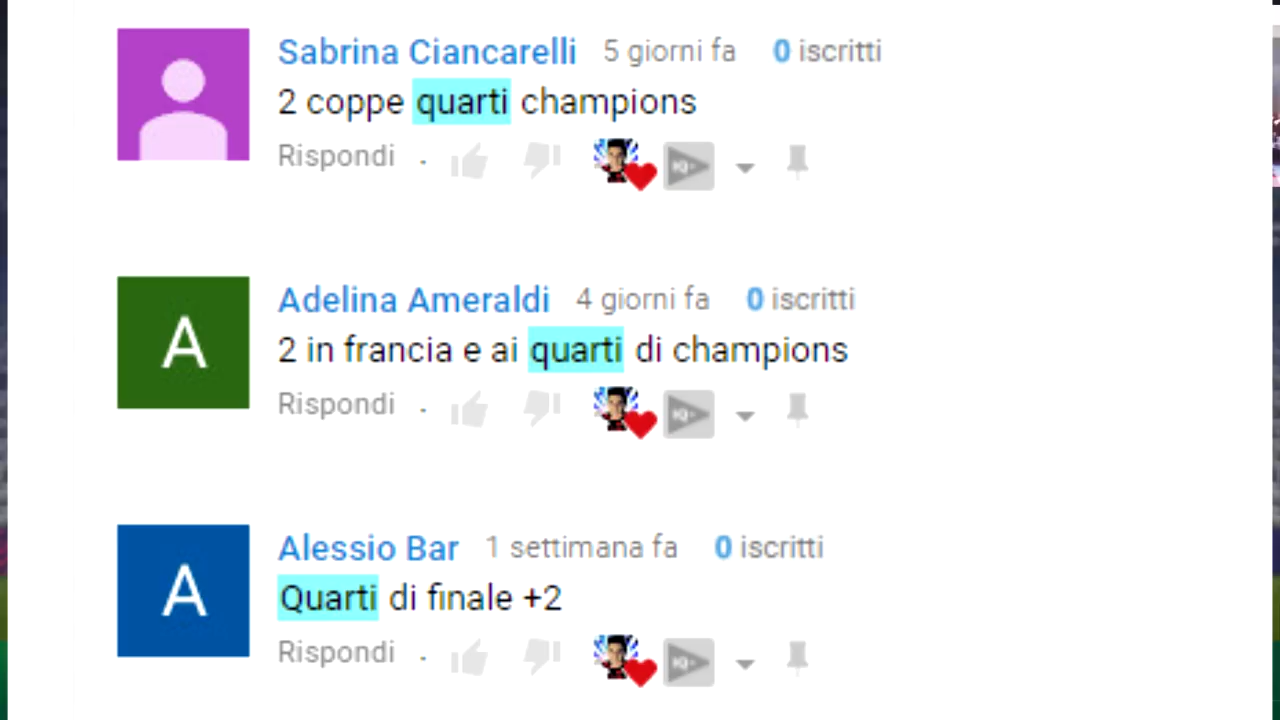 Sabrina Ciancarelli 5 giorni fa 0 iscritti
2 coppe quarti champions
Rispondi ·
A
Adelina Ameraldi 4 giorni fa 0 iscritti
2 in francia e ai quarti di champions
Rispondi ·
A
Alessio Bar 1 settimana fa 0 iscritti
Quarti di finale +2
Rispondi ·